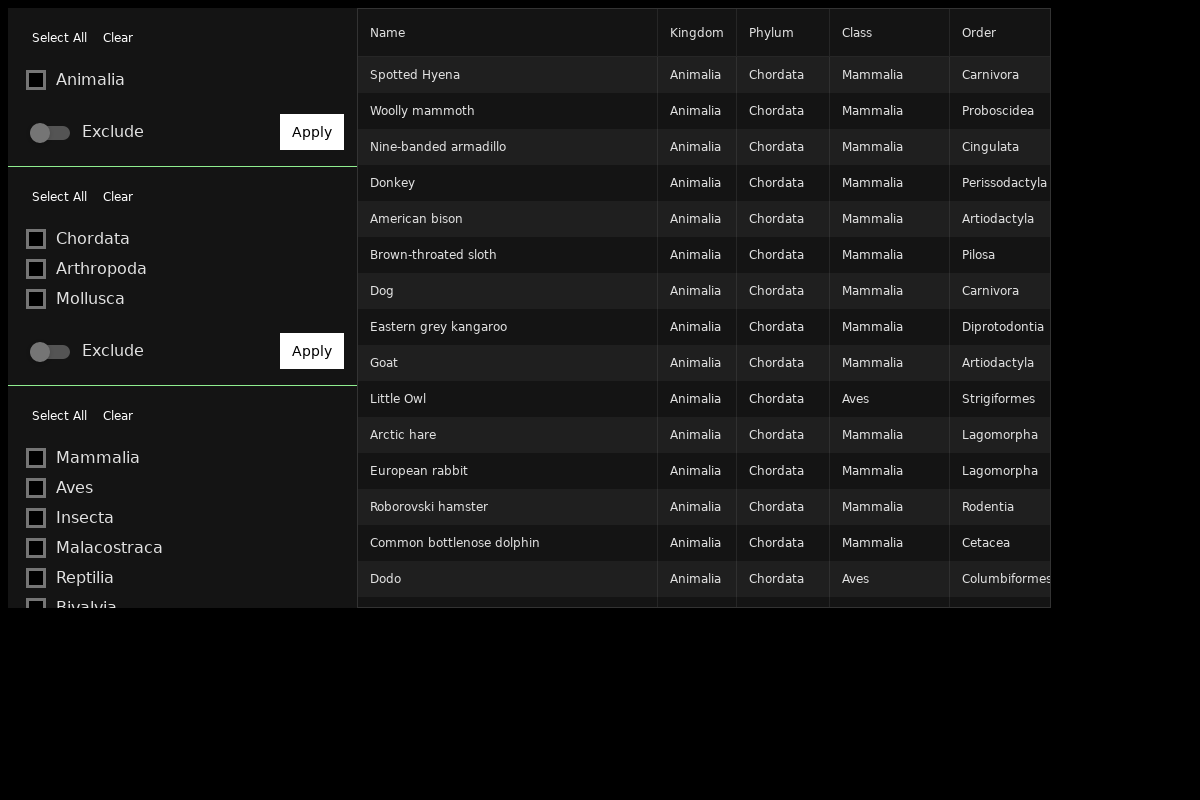 Select All Clear
Animalia
Exclude Apply
Select All Clear
Chordata
Arthropoda
Mollusca
Exclude Apply
Select All Clear
Mammalia
Aves
Insecta
Malacostraca
Reptilia
Bivalvia
Name Kingdom Phylum Class Order
Spotted Hyena Animalia Chordata Mammalia Carnivora
Woolly mammoth Animalia Chordata Mammalia Proboscidea
Nine-banded armadillo Animalia Chordata Mammalia Cingulata
Donkey Animalia Chordata Mammalia Perissodactyla
American bison Animalia Chordata Mammalia Artiodactyla
Brown-throated sloth Animalia Chordata Mammalia Pilosa
Dog Animalia Chordata Mammalia Carnivora
Eastern grey kangaroo Animalia Chordata Mammalia Diprotodontia
Goat Animalia Chordata Mammalia Artiodactyla
Little Owl Animalia Chordata Aves Strigiformes
Arctic hare Animalia Chordata Mammalia Lagomorpha
European rabbit Animalia Chordata Mammalia Lagomorpha
Roborovski hamster Animalia Chordata Mammalia Rodentia
Common bottlenose dolphin Animalia Chordata Mammalia Cetacea
Dodo Animalia Chordata Aves Columbiformes